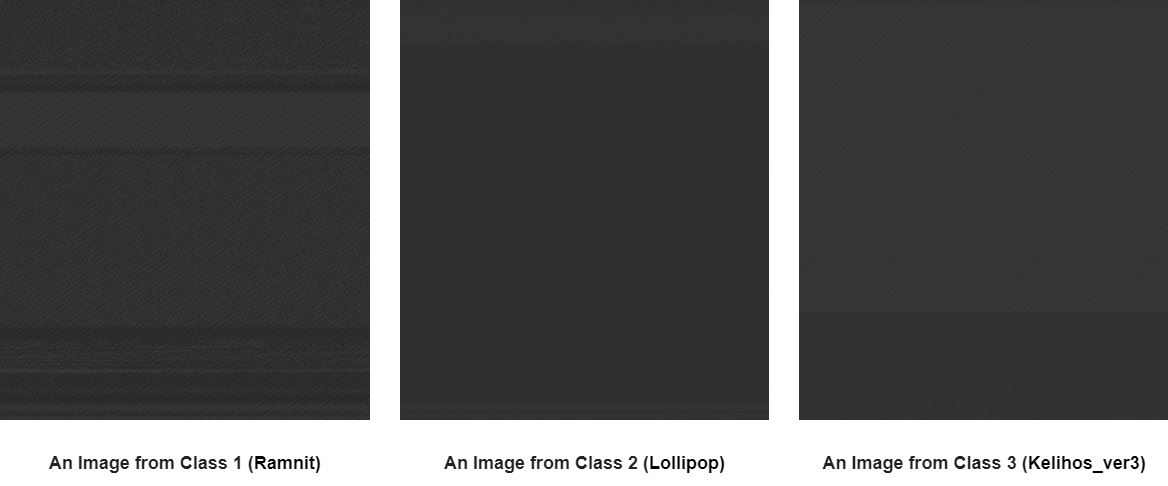 An Image from Class 1 (Ramnit)
An Image from Class 2 (Lollipop)
An Image from Class 3 (Kelihos_ver3)